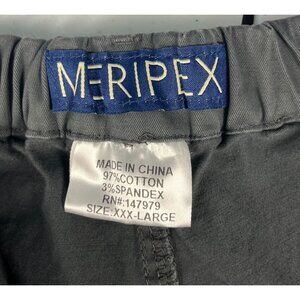 MERIPEX
MADE IN CHINA
97%COTTON
3%SPANDEX
RN#:147979
SIZE:XXX-LARGE